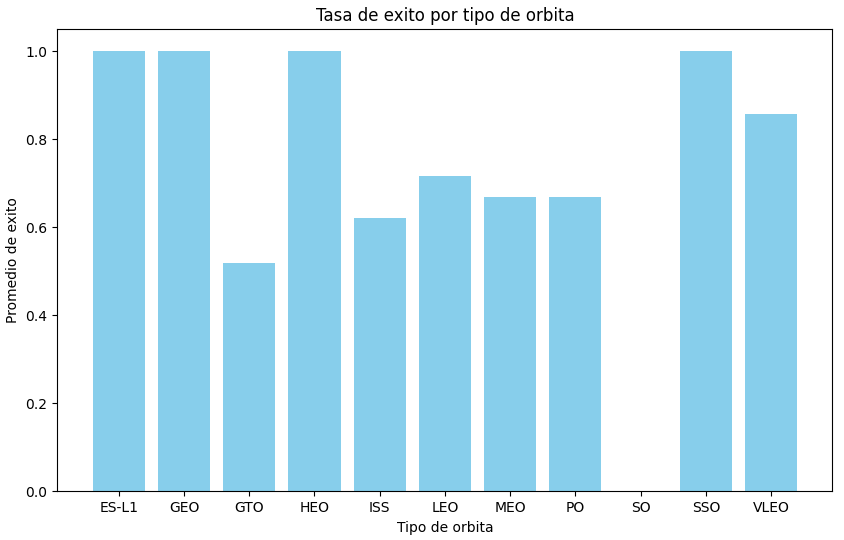 Tasa de exito por tipo de orbita
Promedio de exito
1.0
0.8
0.6
0.4
0.2
0.0
ES-L1 GEO GTO HEO ISS LEO MEO PO SO SSO VLEO
Tipo de orbita